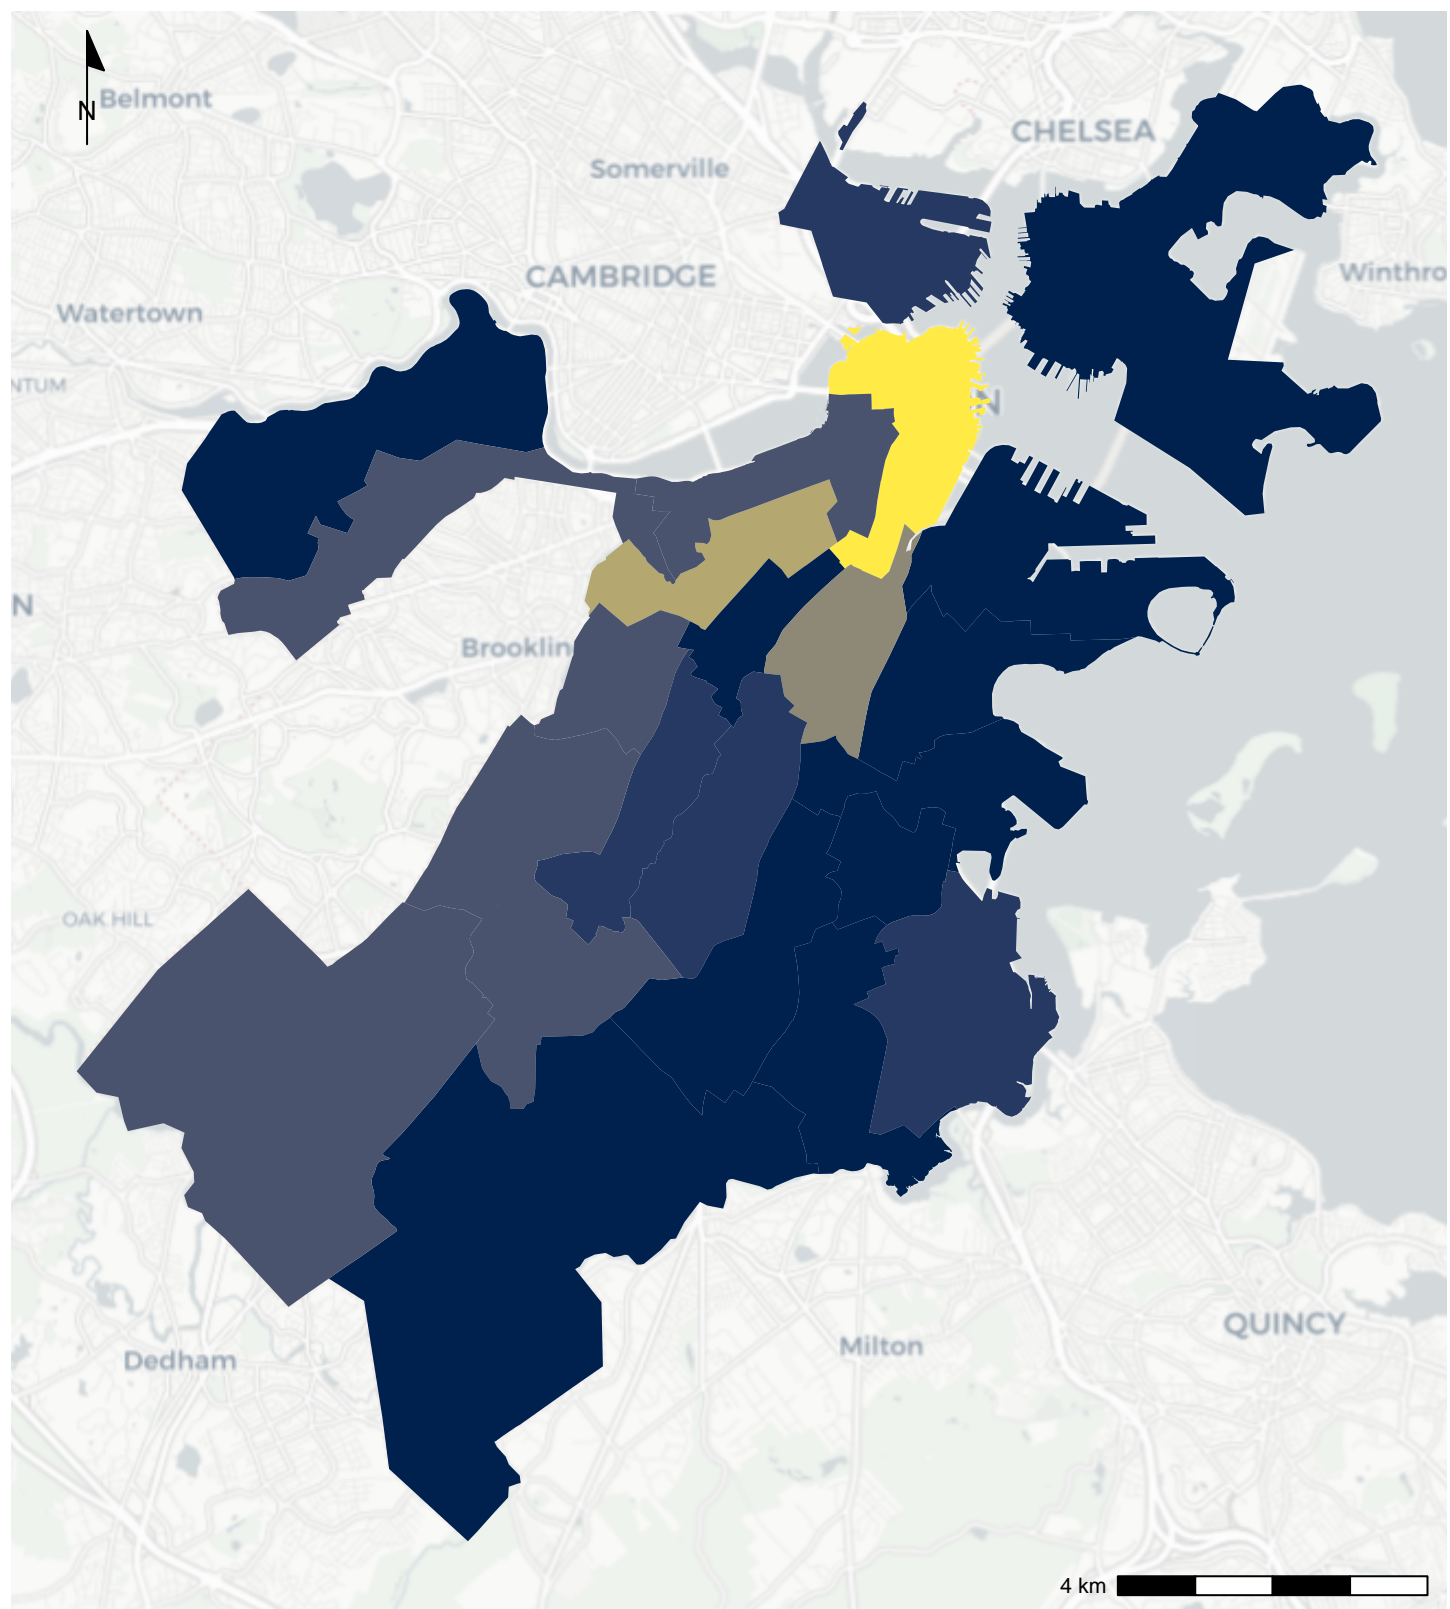 N
Belmont
CHELSEA
Somerville
CAMBRIDGE
Winthro
Watertown
NTUM
N
N
Brooklin
OAK HILL
QUINCY
Milton
Dedham
4 km